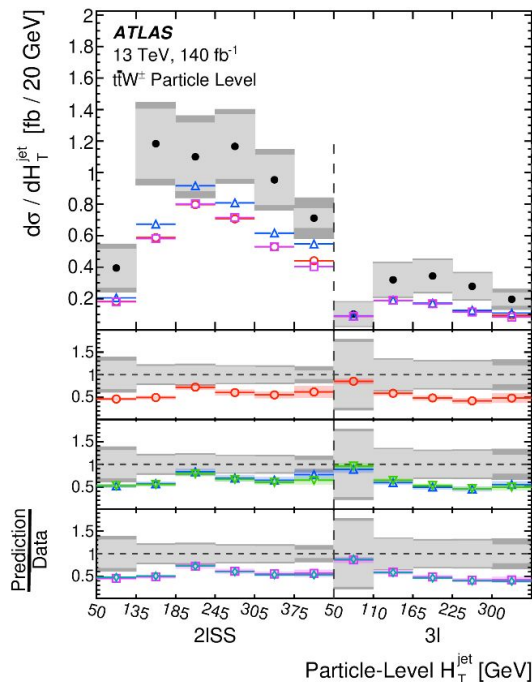 ATLAS
13 TeV, 140 fb⁻¹
tt̄W± Particle Level
dσ / dH_T^jet [fb / 20 GeV]
2
1.8
1.6
1.4
1.2
1
0.8
0.6
0.4
0.2
1.5
1
0.5
1.5
1
0.5
1.5
1
0.5
Prediction
Data
50 135 185 245 305 375 50 110 165 225 300
2lSS 3l
Particle-Level H_T^jet [GeV]